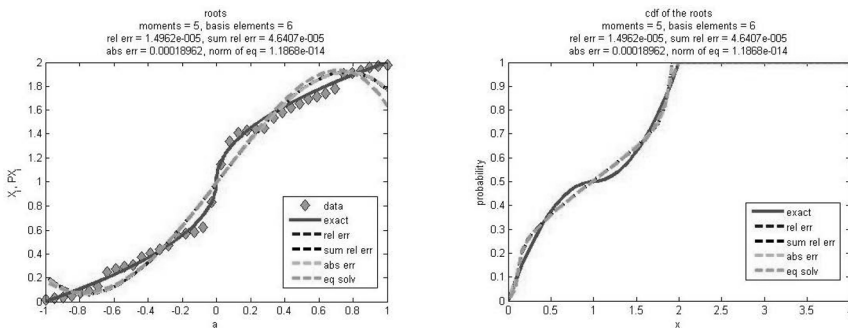 roots
moments = 5, basis elements = 6
rel err = 1.4962e-005, sum rel err = 4.6407e-005
abs err = 0.00018962, norm of eq = 1.1868e-014
2
1.8
1.6
1.4
1.2
1
0.8
0.6
0.4
0.2
0
X_i, PX_i
-1 -0.8 -0.6 -0.4 -0.2 0 0.2 0.4 0.6 0.8 1
a
data
exact
rel err
sum rel err
abs err
eq solv
cdf of the roots
moments = 5, basis elements = 6
rel err = 1.4962e-005, sum rel err = 4.6407e-005
abs err = 0.00018962, norm of eq = 1.1868e-014
1
0.9
0.8
0.7
0.6
0.5
0.4
0.3
0.2
0.1
0
probability
0 0.5 1 1.5 2 2.5 3 3.5 4
x
exact
rel err
sum rel err
abs err
eq solv